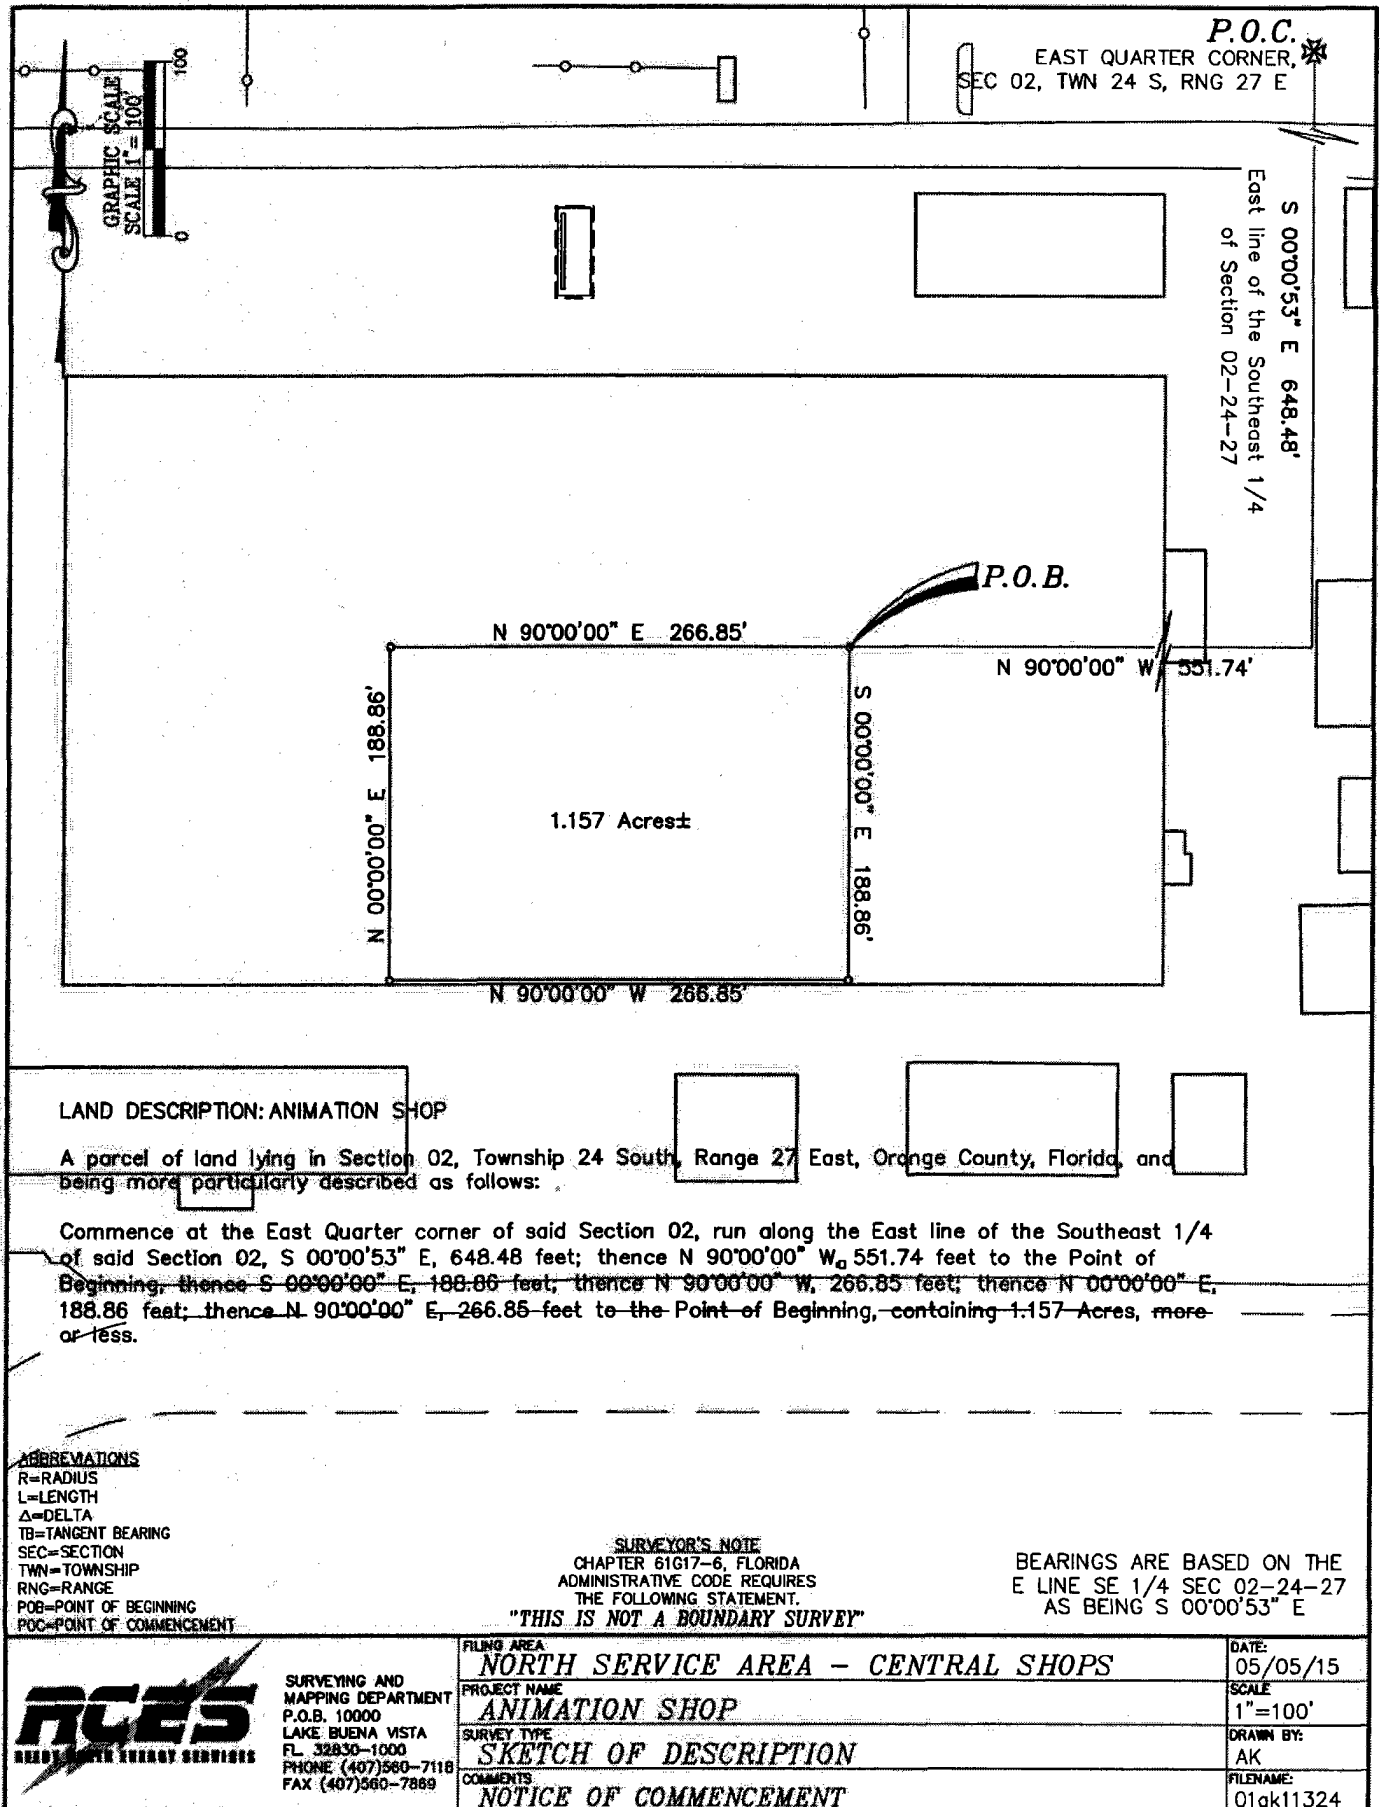 P.O.C.
EAST QUARTER CORNER,
SEC 02, TWN 24 S, RNG 27 E
100
GRAPHIC SCALE
SCALE 1"= 100'
0
S 00°00'53" E 648.48'
East line of the Southeast 1/4
of Section 02-24-27
P.O.B.
N 90°00'00" E 266.85'
N 90°00'00" W 551.74'
N 00°00'00" E 188.86'
S 00°00'00" E 188.86'
1.157 Acres±
N 90°00'00" W 266.85'
LAND DESCRIPTION: ANIMATION SHOP
A parcel of land lying in Section 02, Township 24 South, Range 27 East, Orange County, Florida, and
being more particularly described as follows:
Commence at the East Quarter corner of said Section 02, run along the East line of the Southeast 1/4
of said Section 02, S 00°00'53" E, 648.48 feet; thence N 90°00'00" W, 551.74 feet to the Point of
Beginning, thence S 00°00'00" E, 188.86 feet; thence N 90°00'00" W, 266.85 feet; thence N 00°00'00" E,
188.86 feet; thence N 90°00'00" E, 266.85 feet to the Point of Beginning, containing 1.157 Acres, more
or less.
ABBREVIATIONS
R=RADIUS
L=LENGTH
Δ=DELTA
TB=TANGENT BEARING
SEC=SECTION
TWN=TOWNSHIP
RNG=RANGE
POB=POINT OF BEGINNING
POC=POINT OF COMMENCEMENT
SURVEYOR'S NOTE
CHAPTER 61G17-6, FLORIDA
ADMINISTRATIVE CODE REQUIRES
THE FOLLOWING STATEMENT.
"THIS IS NOT A BOUNDARY SURVEY"
BEARINGS ARE BASED ON THE
E LINE SE 1/4 SEC 02-24-27
AS BEING S 00°00'53" E
RCES
REEDY CREEK ENERGY SERVICES
SURVEYING AND
MAPPING DEPARTMENT
P.O.B. 10000
LAKE BUENA VISTA
FL 32830-1000
PHONE (407)560-7118
FAX (407)560-7869
FILING AREA
NORTH SERVICE AREA - CENTRAL SHOPS
PROJECT NAME
ANIMATION SHOP
SURVEY TYPE
SKETCH OF DESCRIPTION
COMMENTS
NOTICE OF COMMENCEMENT
DATE:
05/05/15
SCALE
1"=100'
DRAWN BY:
AK
FILENAME:
01ak11324